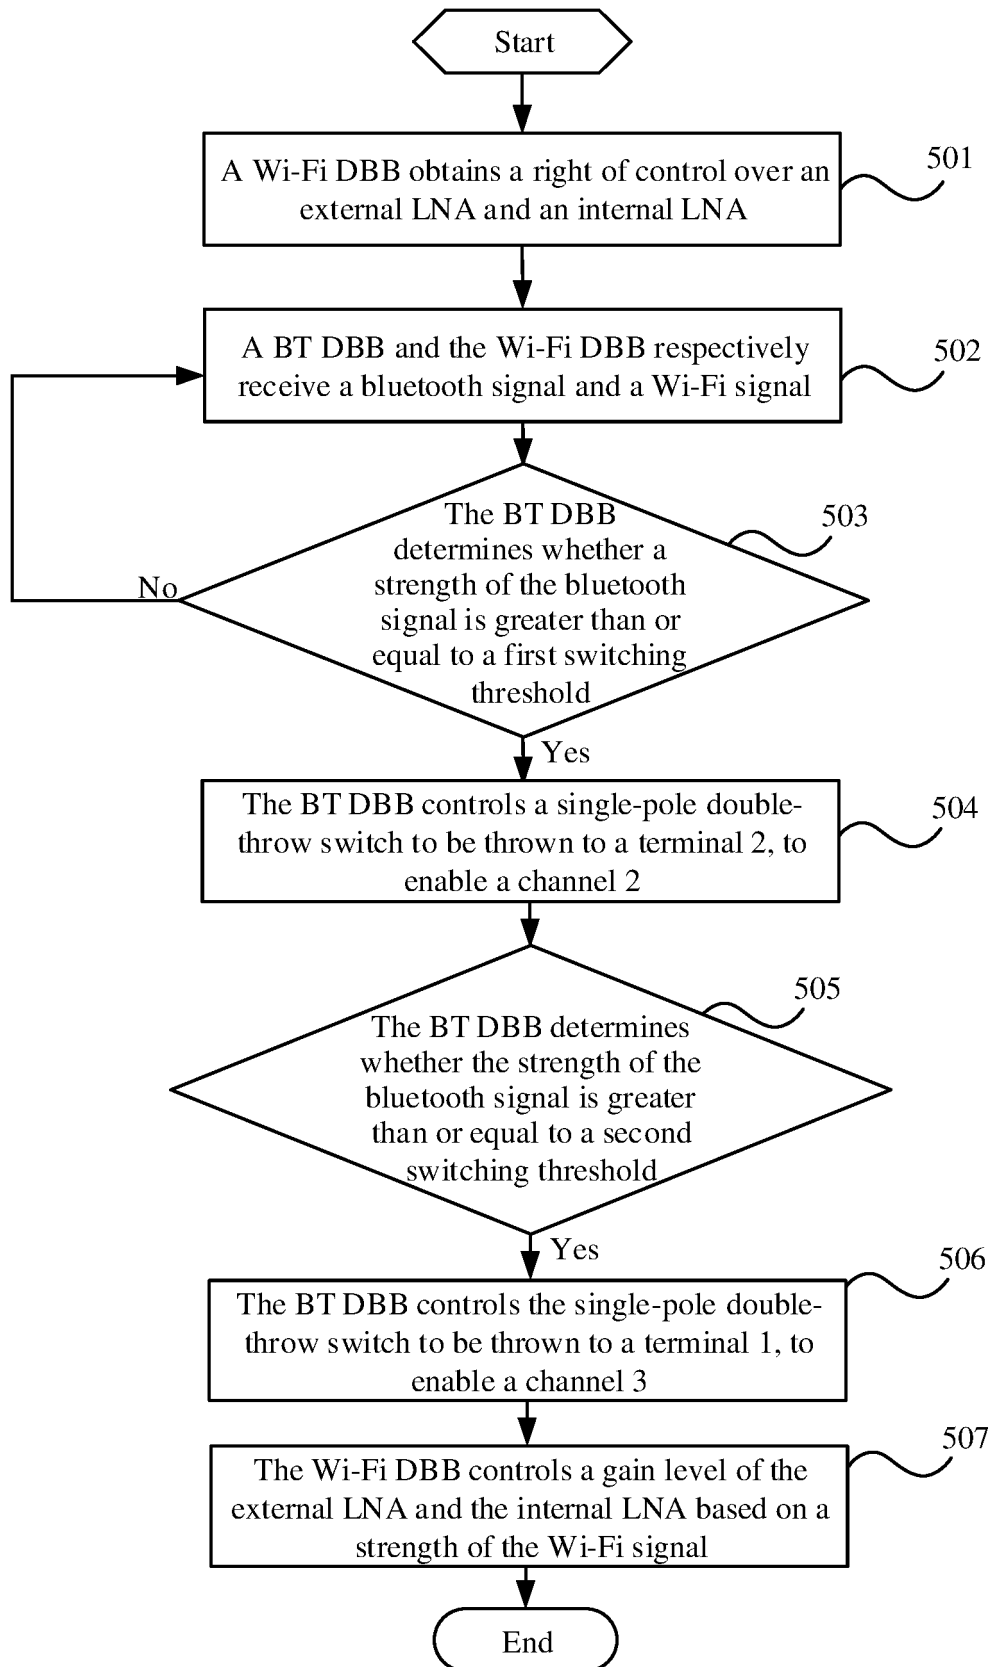 Start
A Wi-Fi DBB obtains a right of control over an
external LNA and an internal LNA
501
A BT DBB and the Wi-Fi DBB respectively
receive a bluetooth signal and a Wi-Fi signal
502
The BT DBB
determines whether a
strength of the bluetooth
signal is greater than or
equal to a first switching
threshold
503
No
Yes
The BT DBB controls a single-pole double-
throw switch to be thrown to a terminal 2, to
enable a channel 2
504
The BT DBB determines
whether the strength of the
bluetooth signal is greater
than or equal to a second
switching threshold
505
Yes
The BT DBB controls the single-pole double-
throw switch to be thrown to a terminal 1, to
enable a channel 3
506
The Wi-Fi DBB controls a gain level of the
external LNA and the internal LNA based on a
strength of the Wi-Fi signal
507
End